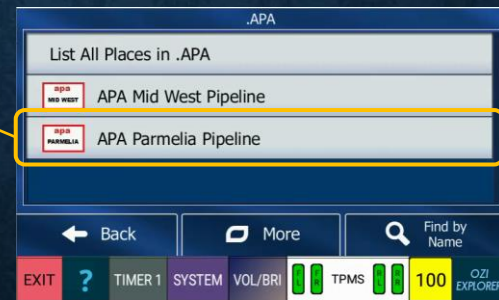 .APA
List All Places in .APA
apa
MID WEST
APA Mid West Pipeline
apa
PARMELIA
APA Parmelia Pipeline
Back
More
Find by
Name
EXIT
?
TIMER 1
SYSTEM
VOL/BRI
F
L
F
R
TPMS
R
L
R
R
100
OZI
EXPLORER